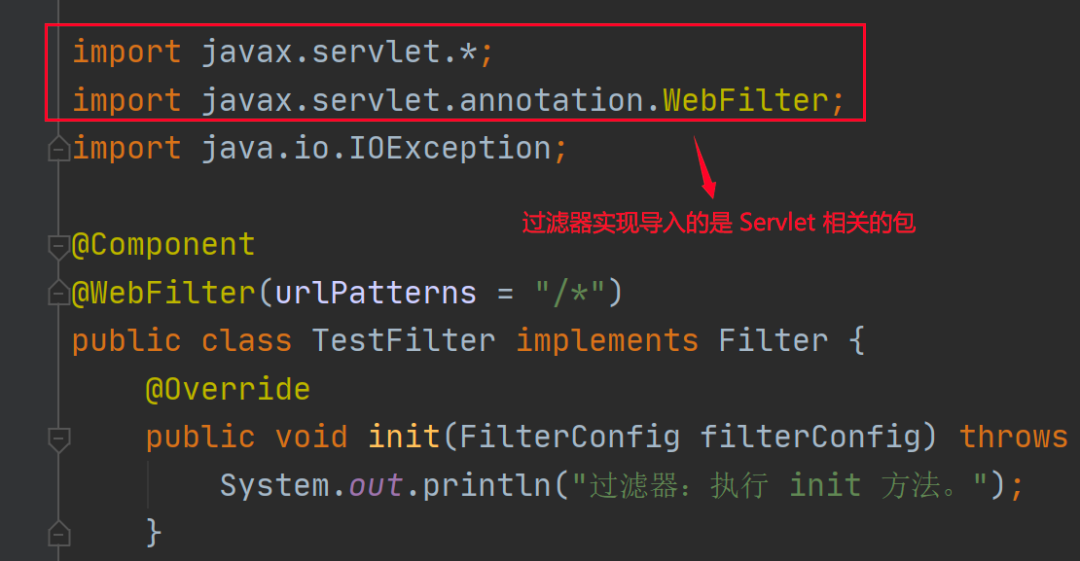 import javax.servlet.*;
import javax.servlet.annotation.WebFilter;
import java.io.IOException;
过滤器实现导入的是 Servlet 相关的包
@Component
@WebFilter(urlPatterns = "/*")
public class TestFilter implements Filter {
@Override
public void init(FilterConfig filterConfig) throws
System.out.println("过滤器：执行 init 方法。");
}